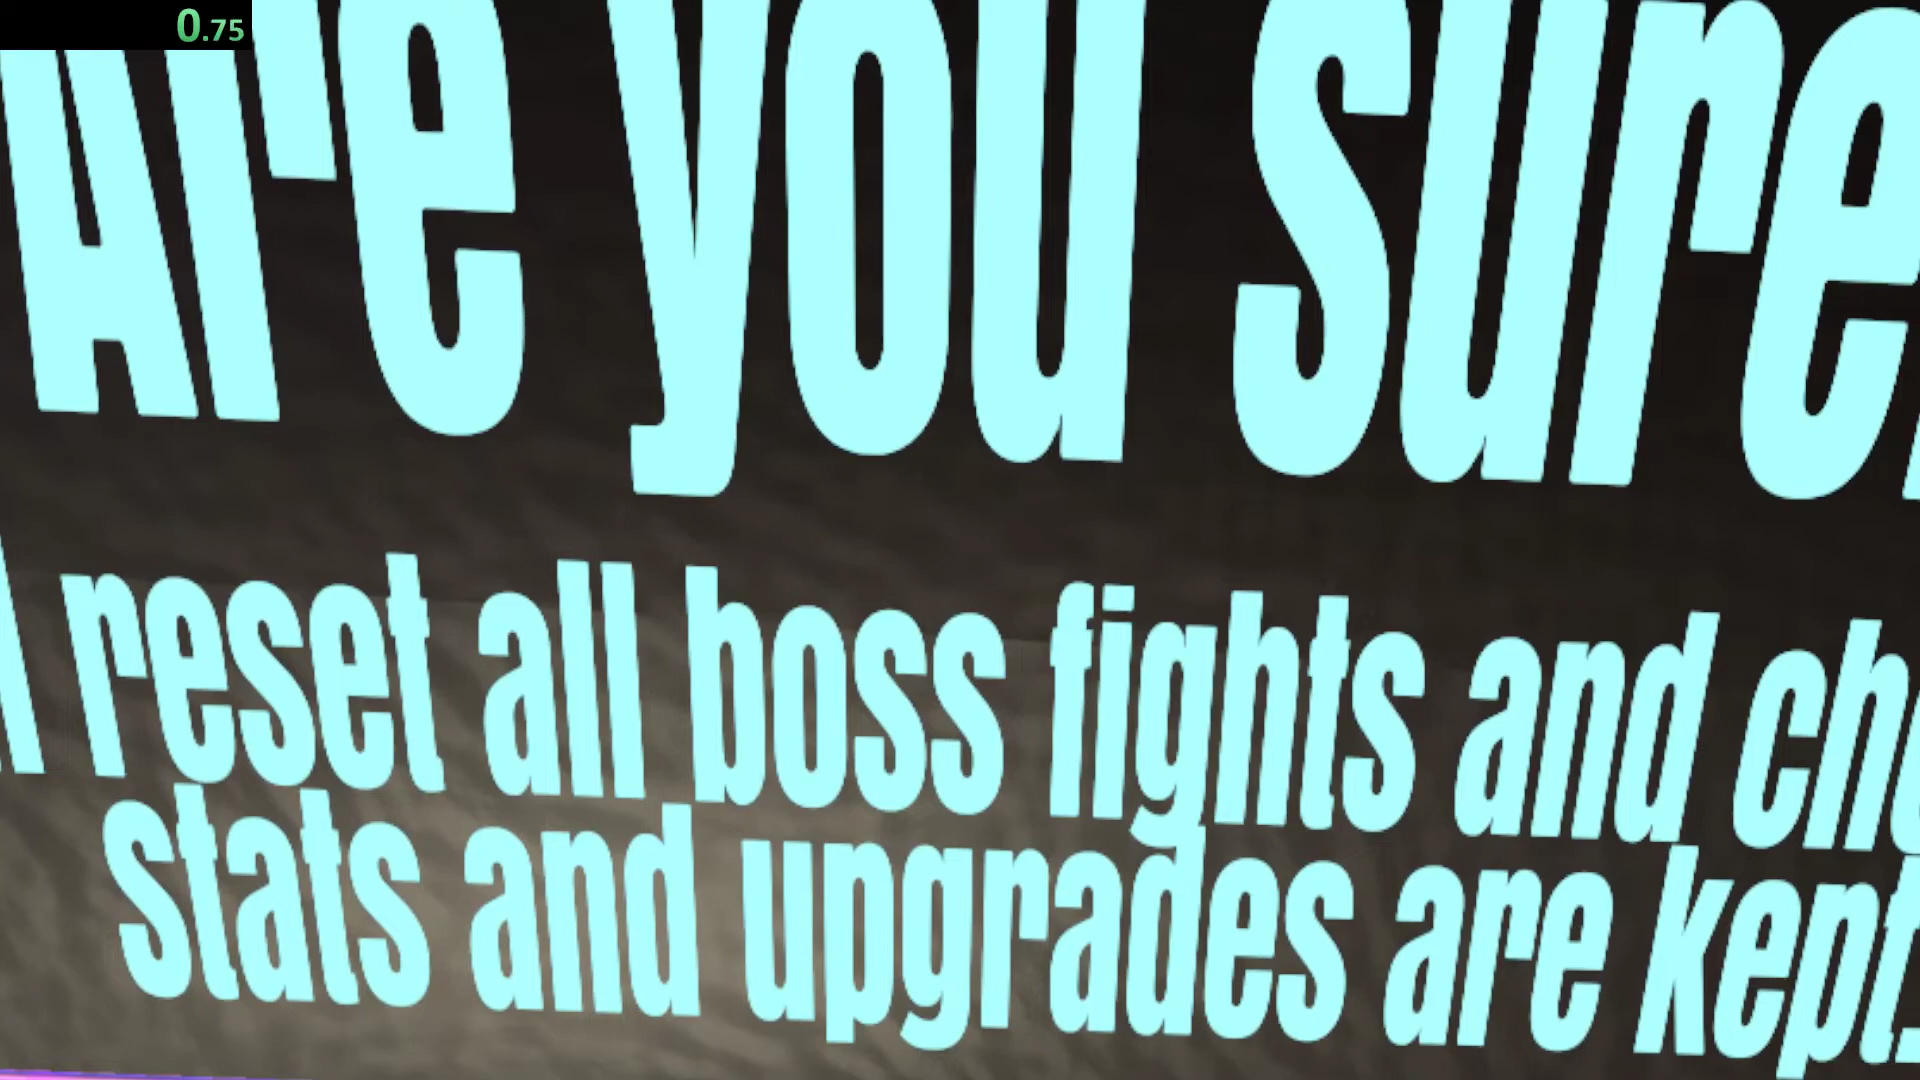 0.75
Are you sure
reset all boss fights and
Stats and upgrades are kept.